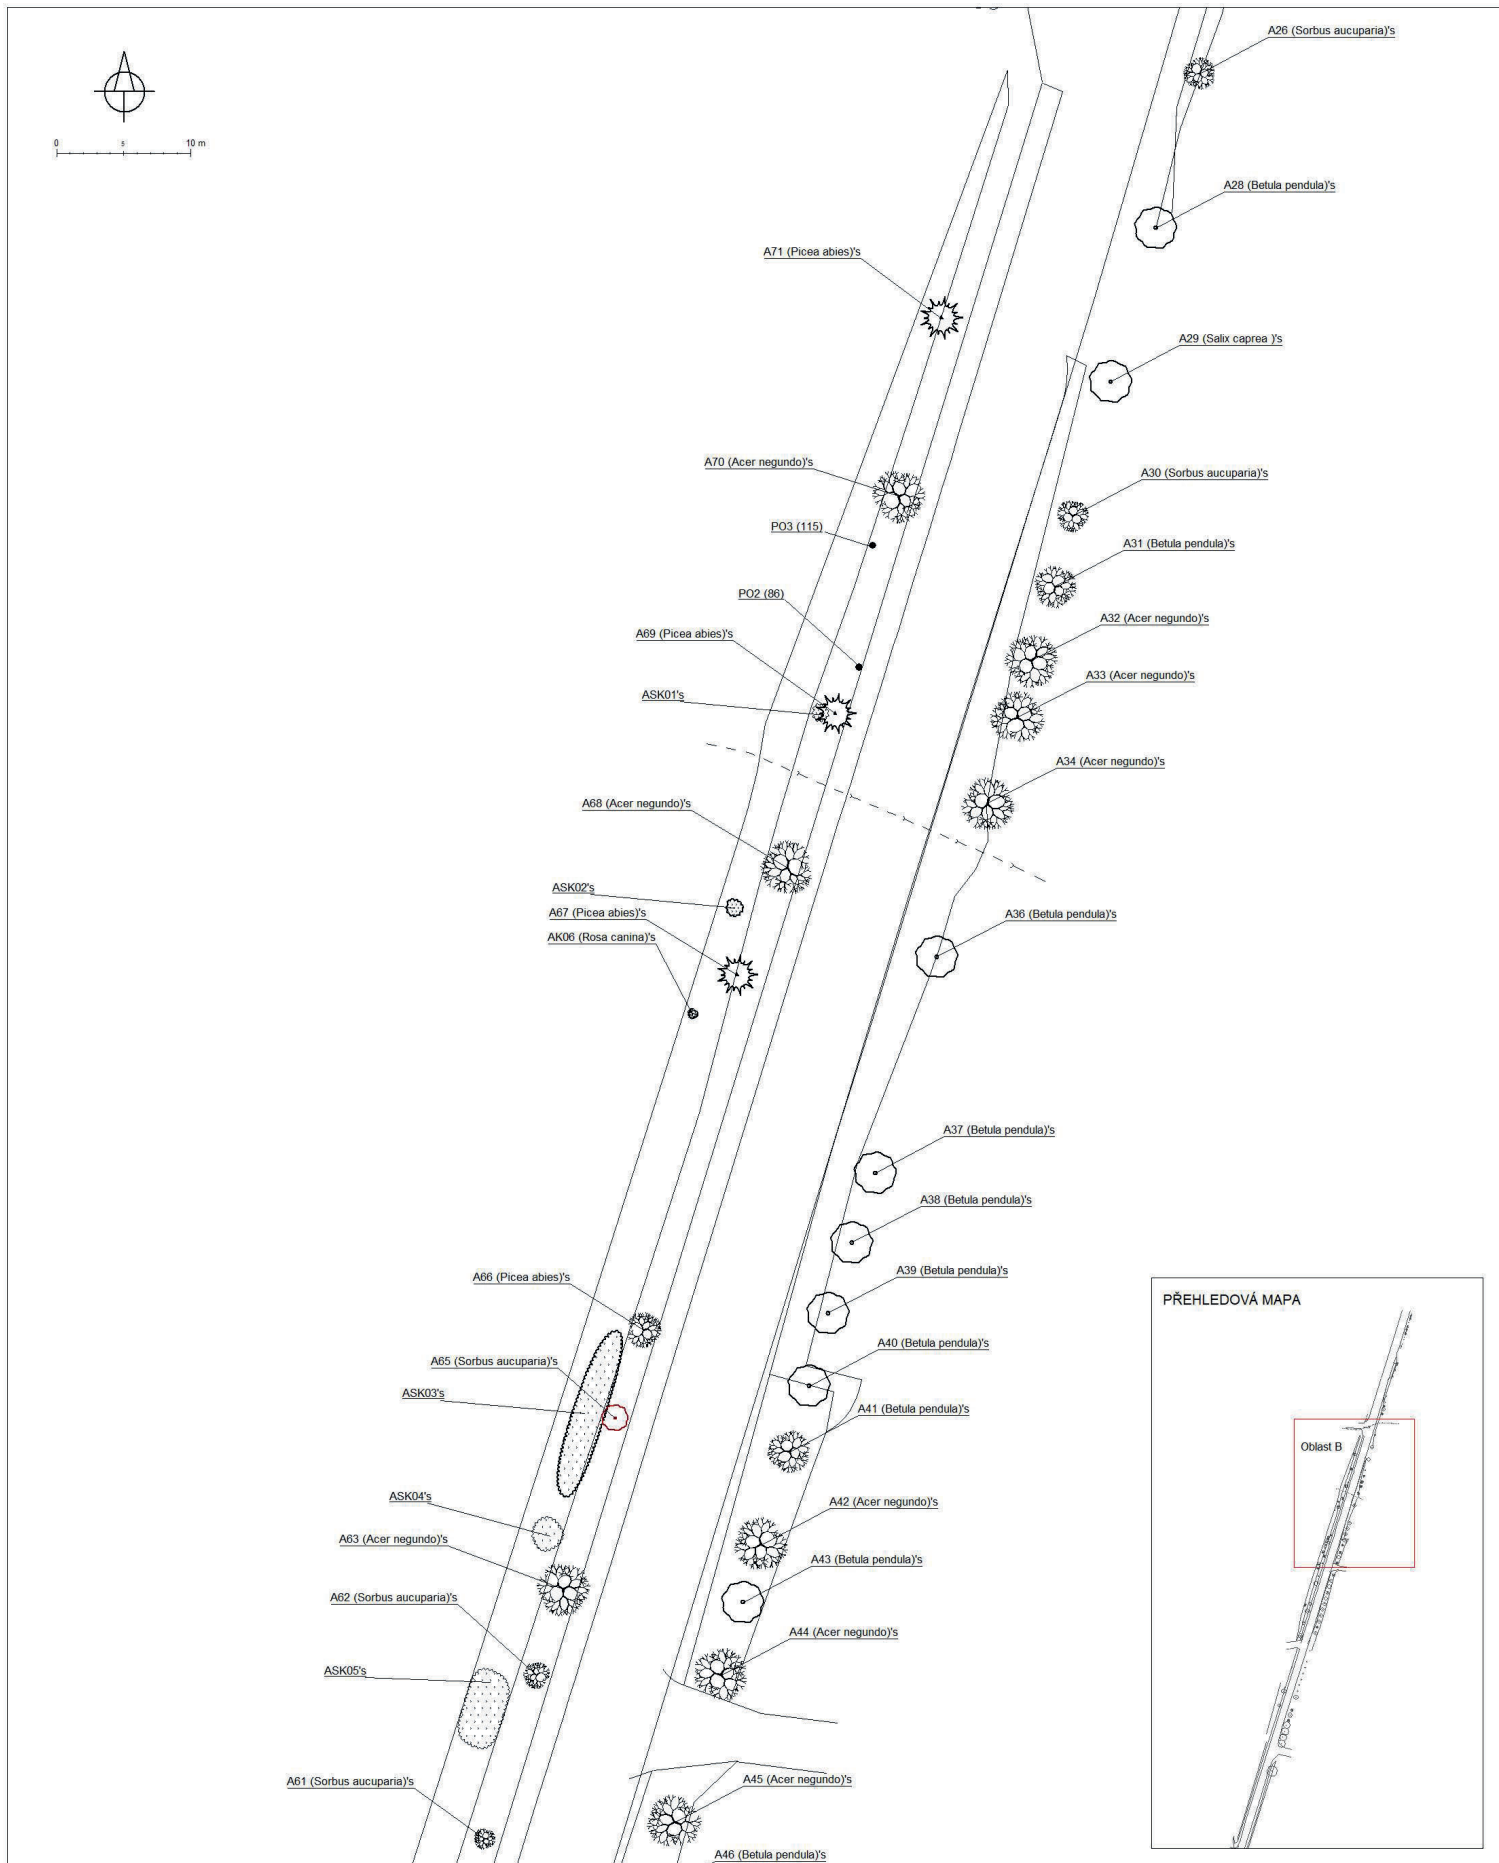 A26 (Sorbus aucuparia)'s
0 5 10 m
A28 (Betula pendula)'s
A71 (Picea abies)'s
A29 (Salix caprea )'s
A70 (Acer negundo)'s
A30 (Sorbus aucuparia)'s
PO3 (115)
A31 (Betula pendula)'s
PO2 (86)
A32 (Acer negundo)'s
A69 (Picea abies)'s
A33 (Acer negundo)'s
ASK01's
A34 (Acer negundo)'s
A68 (Acer negundo)'s
ASK02's
A67 (Picea abies)'s
A36 (Betula pendula)'s
AK06 (Rosa canina)'s
A37 (Betula pendula)'s
A38 (Betula pendula)'s
A39 (Betula pendula)'s
A66 (Picea abies)'s
PŘEHLEDOVÁ MAPA
A40 (Betula pendula)'s
A65 (Sorbus aucuparia)'s
ASK03's
A41 (Betula pendula)'s
Oblast B
ASK04's
A42 (Acer negundo)'s
A63 (Acer negundo)'s
A43 (Betula pendula)'s
A62 (Sorbus aucuparia)'s
A44 (Acer negundo)'s
ASK05's
A61 (Sorbus aucuparia)'s
A45 (Acer negundo)'s
A46 (Betula pendula)'s